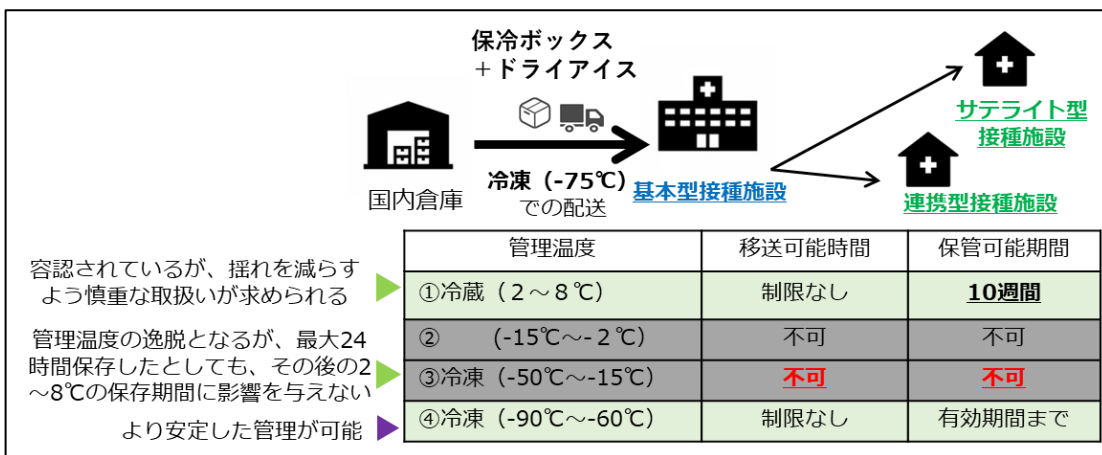 保冷ボックス
＋ドライアイス
国内倉庫
冷凍（-75℃）
での配送
基本型接種施設
サテライト型
接種施設
連携型接種施設
管理温度 移送可能時間 保管可能期間
容認されているが、揺れを減らす
よう慎重な取扱いが求められる
①冷蔵（２～８℃） 制限なし 10週間
② (-15℃～-２℃) 不可 不可
管理温度の逸脱となるが、最大24
時間保存したとしても、その後の2
～8℃の保存期間に影響を与えない
③冷凍（-50℃～-15℃） 不可 不可
より安定した管理が可能
④冷凍（-90℃～-60℃） 制限なし 有効期間まで